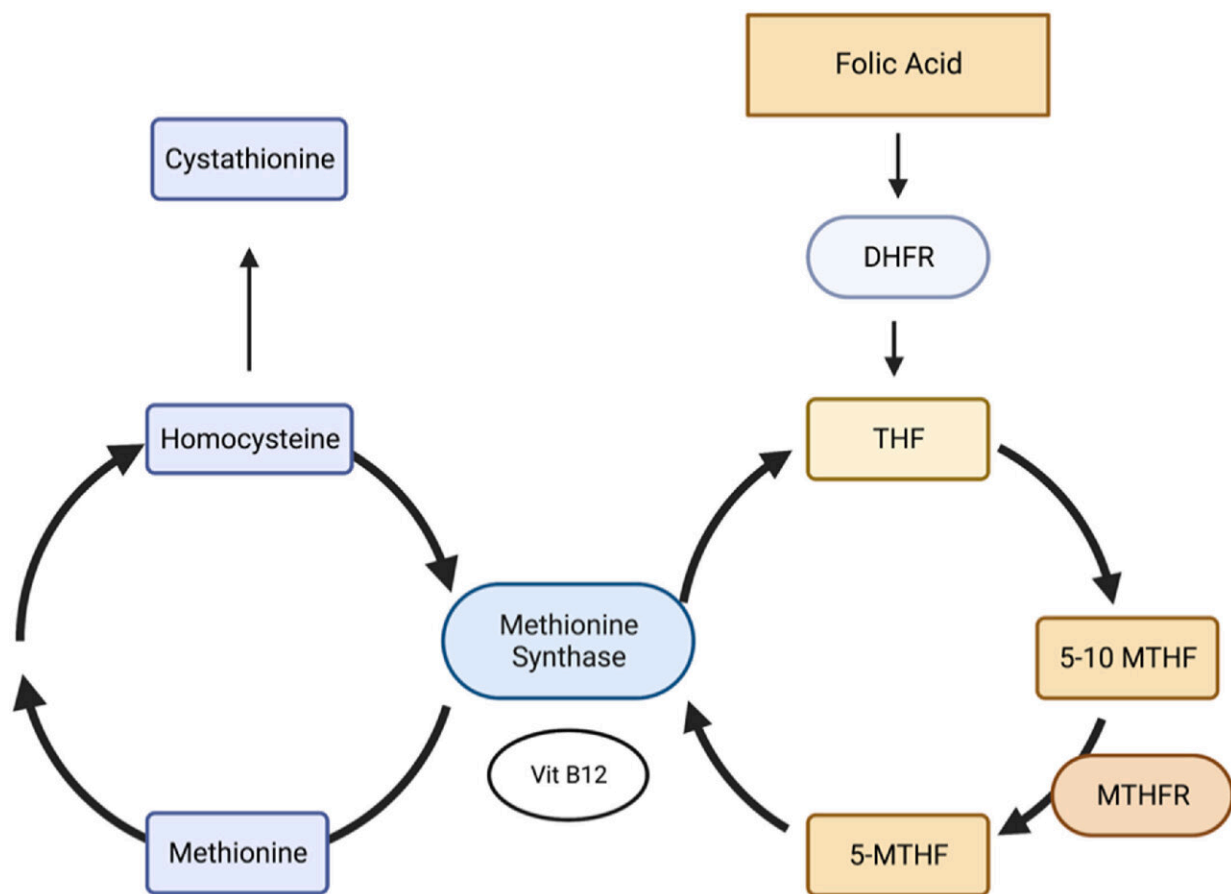 Folic Acid
Cystathionine
DHFR
Homocysteine
THF
Methionine
Synthase
5-10 MTHF
Vit B12
MTHFR
Methionine
5-MTHF